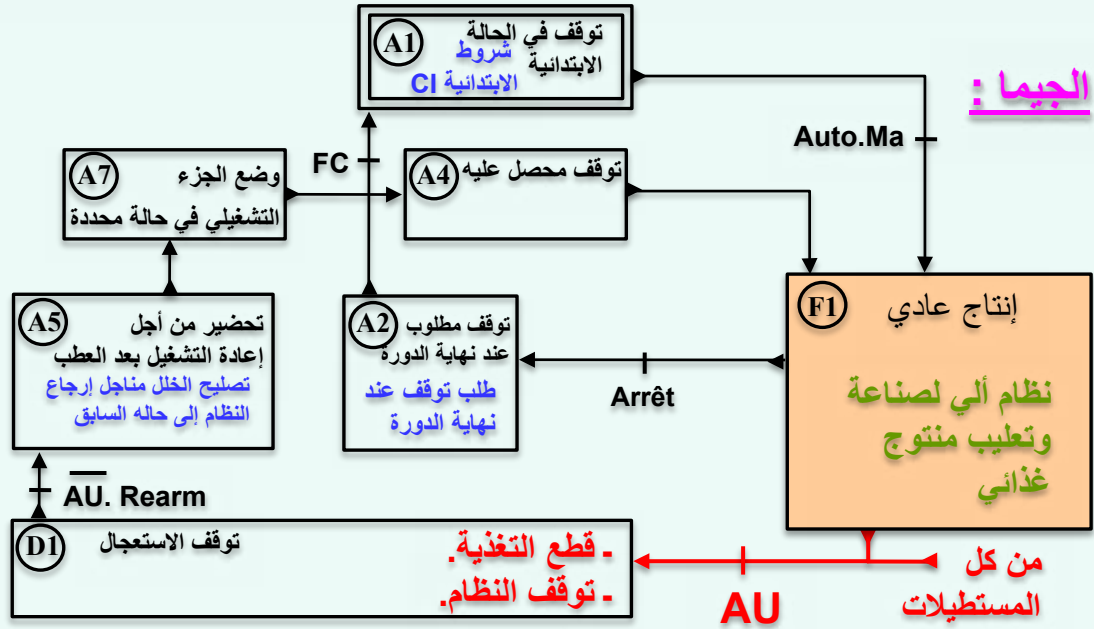 الجيما :
A1
توقف في الحالة
الابتدائية
شروط
الابتدائية CI
Auto.Ma
FC
A7
وضع الجزء
التشغيلي في حالة محددة
A4
توقف محصل عليه
A5
تحضير من أجل
إعادة التشغيل بعد العطب
تصليح الخلل مناجل إرجاع
النظام إلى حاله السابق
A2
توقف مطلوب
عند نهاية الدورة
طلب توقف عند
نهاية الدورة
Arrêt
F1
إنتاج عادي
نظام ألي لصناعة
وتعليب منتوج
غذائي
A̅U̅. Rearm
D1
توقف الاستعجال
- قطع التغذية.
- توقف النظام.
AU
من كل
المستطيلات